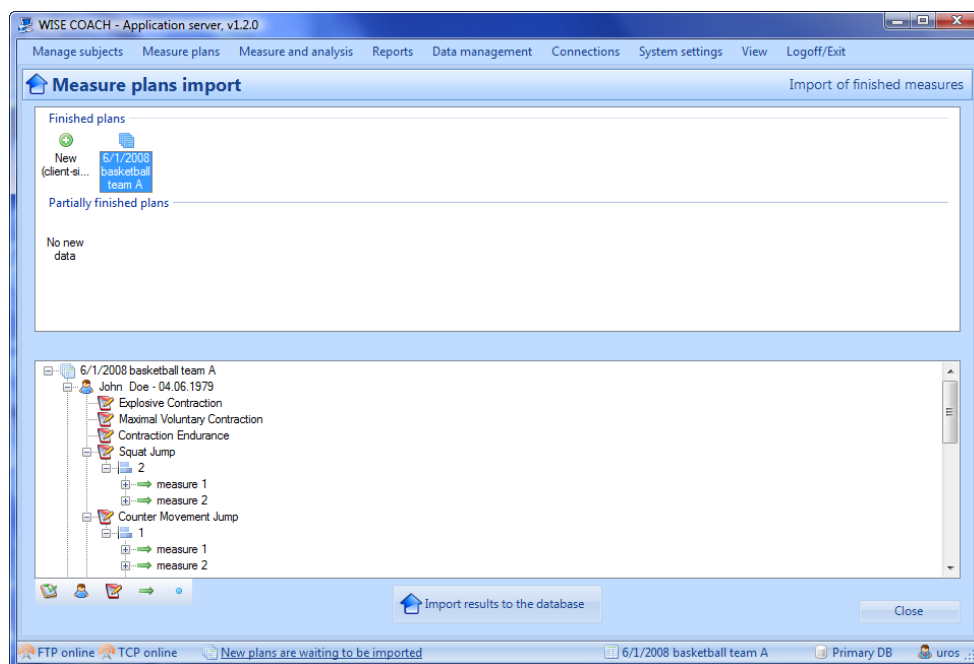 WISE COACH - Application server, v1.2.0
Manage subjects Measure plans Measure and analysis Reports Data management Connections System settings View Logoff/Exit
Measure plans import Import of finished measures
Finished plans
New
(client-si...
6/1/2008
basketball
team A
Partially finished plans
No new
data
6/1/2008 basketball team A
John Doe - 04.06.1979
Explosive Contraction
Maximal Voluntary Contraction
Contraction Endurance
Squat Jump
2
measure 1
measure 2
Counter Movement Jump
1
measure 1
measure 2
Import results to the database
Close
FTP online TCP online New plans are waiting to be imported 6/1/2008 basketball team A Primary DB uros